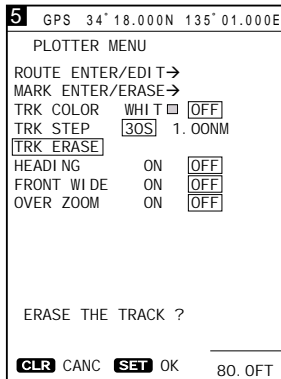 5 GPS 34°18.000N 135°01.000E
PLOTTER MENU
ROUTE ENTER/EDIT→
MARK ENTER/ERASE→
TRK COLOR WHIT OFF
TRK STEP 30S 1.00NM
TRK ERASE
HEADING ON OFF
FRONT WIDE ON OFF
OVER ZOOM ON OFF
ERASE THE TRACK ?
CLR CANC SET OK
80.0FT